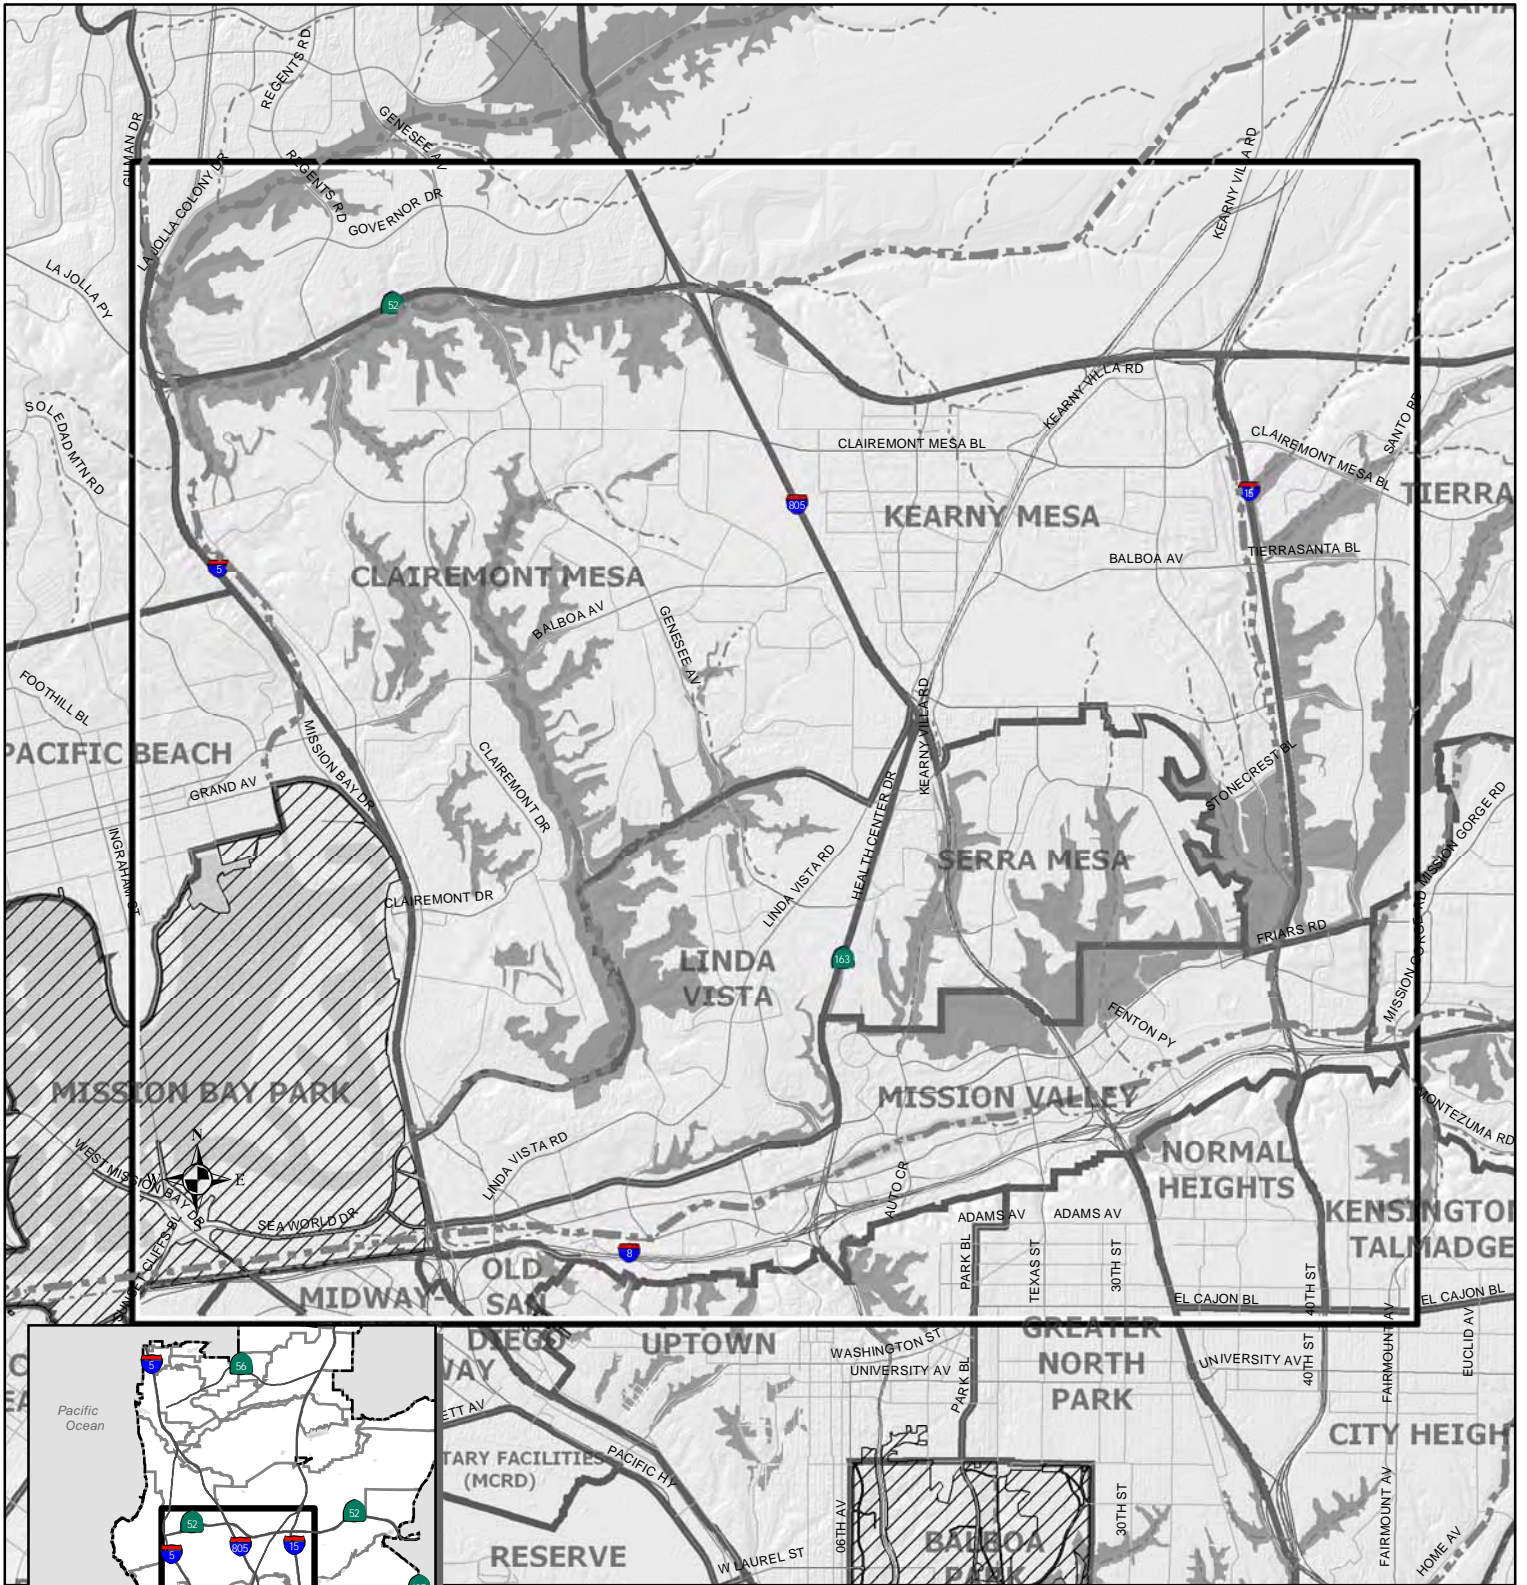 (MCAS MIRAMA
REGENTS RD
GILMAN DR
GENESEE AV
KEARNY VILLA RD
LA JOLLA COLONY DR
REGENTS RD
GOVERNOR DR
LA JOLLA PY
52
KEARNY VILLA RD
SOLEDAD MTN RD
CLAIREMONT MESA BL
CLAIREMONT MESA BL
SANTO RD
805
15
TIERRA
KEARNY MESA
TIERRASANTA BL
BALBOA AV
5
CLAIREMONT MESA
BALBOA AV
GENESEE AV
FOOTHILL BL
PACIFIC BEACH
MISSION BAY DR
KEARNY VILLA RD
CLAIREMONT DR
STONECREST BL
GRAND AV
INGRAHAM ST
HEALTH CENTER DR
MISSION GORGE RD
SERRA MESA
LINDA VISTA RD
CLAIREMONT DR
FRIARS RD
163
LINDA
VISTA
MISSION GORGE RD
FENTON PY
MISSION BAY PARK
MISSION VALLEY
MONTEZUMA RD
N
W
E
S
WEST MISSION BAY DR
LINDA VISTA RD
NORMAL
HEIGHTS
AUTO CR
SEA WORLD DR
SUNSET CLIFFS BL
ADAMS AV
ADAMS AV
KENSINGTON
TALMADGE
8
PARK BL
TEXAS ST
30TH ST
40TH ST
MIDWAY-
OLD
SAN
DIEGO
EL CAJON BL
EL CAJON BL
UPTOWN
WASHINGTON ST
UNIVERSITY AV
GREATER
NORTH
PARK
UNIVERSITY AV
40TH ST
FAIRMOUNT AV
EUCLID AV
WAY
PARK BL
5
56
Pacific
Ocean
ETT AV
CITY HEIGH
TARY FACILITIES
(MCRD)
PACIFIC HY
06TH AV
30TH ST
FAIRMOUNT AV
HOME AV
52
52
5
805
15
RESERVE
W LAUREL ST
BALBOA
PARK